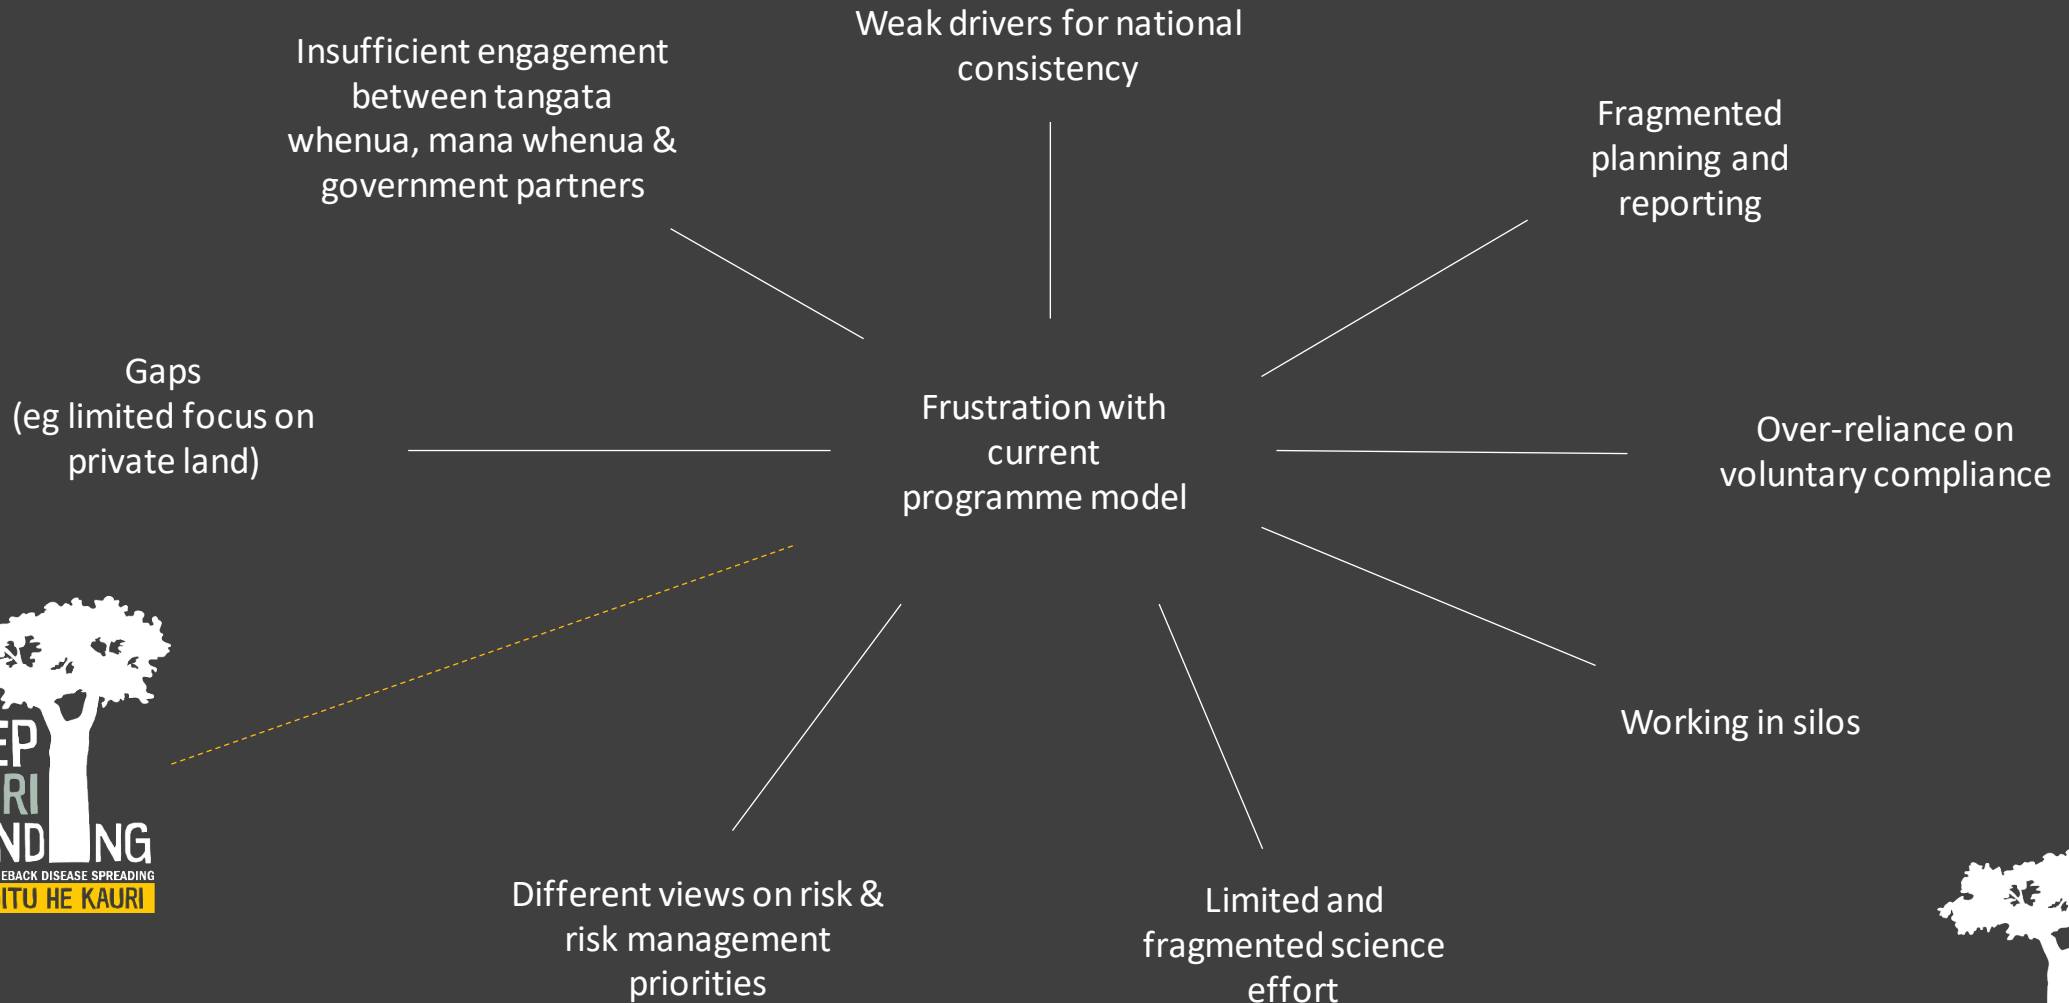 Weak drivers for national
consistency
Insufficient engagement
between tangata
whenua, mana whenua &
government partners
Fragmented
planning and
reporting
Gaps
(eg limited focus on
private land)
Frustration with
current
programme model
Over-reliance on
voluntary compliance
Working in silos
Different views on risk &
risk management
priorities
Limited and
fragmented science
effort
EP
RI
ND NG
EBACK DISEASE SPREADING
ITU HE KAURI